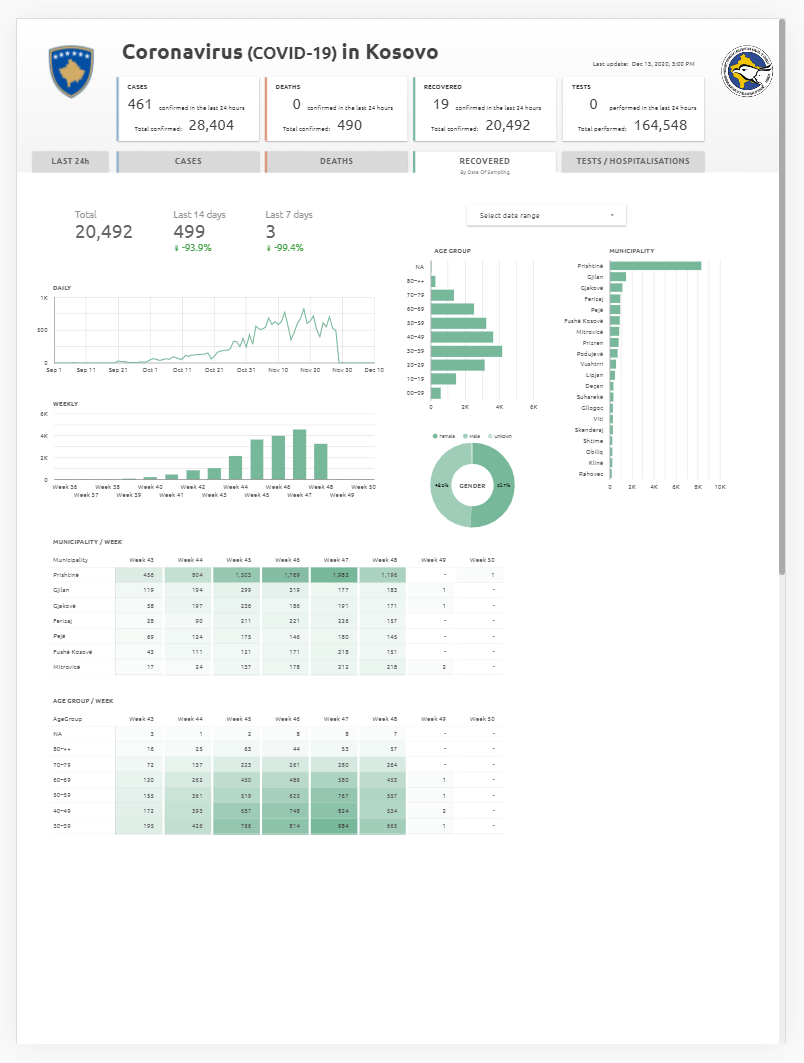 Coronavirus (COVID-19) in Kosovo
Last update: Dec 13, 2020, 3:00 PM
CASES
461 confirmed in the last 24 hours
Total confirmed: 28,404
DEATHS
0 confirmed in the last 24 hours
Total confirmed: 490
RECOVERED
19 confirmed in the last 24 hours
Total confirmed: 20,492
TESTS
0 performed in the last 24 hours
Total performed: 164,548
LAST 24h
CASES
DEATHS
RECOVERED
By Date Of Sampling
TESTS / HOSPITALISATIONS
Total
20,492
Last 14 days
499
-93.9%
Last 7 days
3
-99.4%
Select date range
DAILY
1K
500
0
Sep 1 Sep 11 Sep 21 Oct 1 Oct 11 Oct 21 Oct 31 Nov 10 Nov 20 Nov 30 Dec 10
WEEKLY
6K
4K
2K
0
Week 36 Week 38 Week 40 Week 42 Week 44 Week 46 Week 48 Week 50
Week 37 Week 39 Week 41 Week 43 Week 45 Week 47 Week 49
AGE GROUP
NA
80-++
70-79
60-69
50-59
40-49
30-39
20-29
10-19
00-09
0 2K 4K 6K
Female Male Unkown
GENDER
MUNICIPALITY
Prishtinë
Gjilan
Gjakovë
Ferizaj
Pejë
Fushë Kosovë
Mitrovicë
Prizren
Podujevë
Vushtrri
Lipjan
Deçan
Suharekë
Gllogoc
Viti
Skenderaj
Shtime
Obiliq
Klinë
Rahovec
0 2K 4K 6K 8K 10K
MUNICIPALITY / WEEK
Municipality Week 43 Week 44 Week 45 Week 46 Week 47 Week 48 Week 49 Week 50
Prishtinë 456 804 1,503 1,769 1,982 1,196 - 1
Gjilan 119 194 299 319 177 183 1 -
Gjakovë 58 197 236 186 191 171 1 -
Ferizaj 28 90 211 221 226 157 - -
Pejë 69 124 175 146 180 145 - -
Fushë Kosovë 43 111 121 171 218 151 - -
Mitrovicë 17 24 137 178 212 218 2 -
AGE GROUP / WEEK
AgeGroup Week 43 Week 44 Week 45 Week 46 Week 47 Week 48 Week 49 Week 50
NA 3 1 2 8 8 7 - -
80-++ 16 25 63 44 53 57 - -
70-79 72 137 223 261 280 264 - -
60-69 120 262 450 486 580 453 1 -
50-59 155 361 519 625 767 557 1 -
40-49 172 393 687 748 824 534 2 -
30-39 195 426 766 814 984 665 1 -